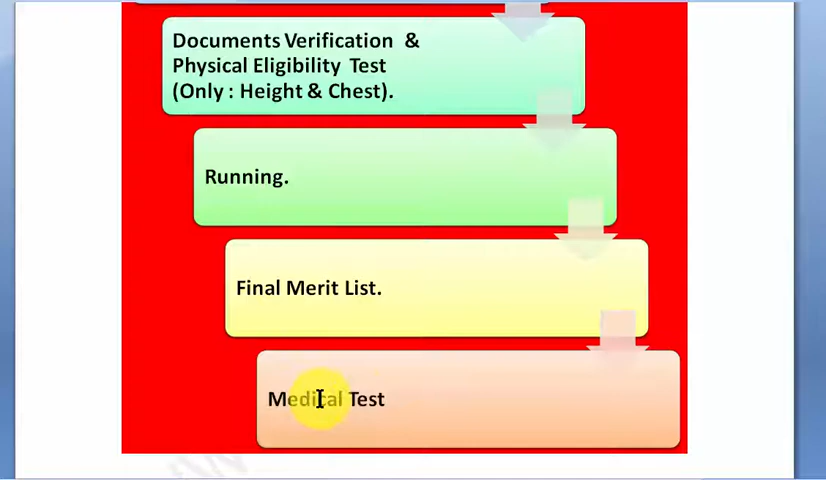 Documents Verification &
Physical Eligibility Test
(Only : Height & Chest).
Running.
Final Merit List.
Medical Test